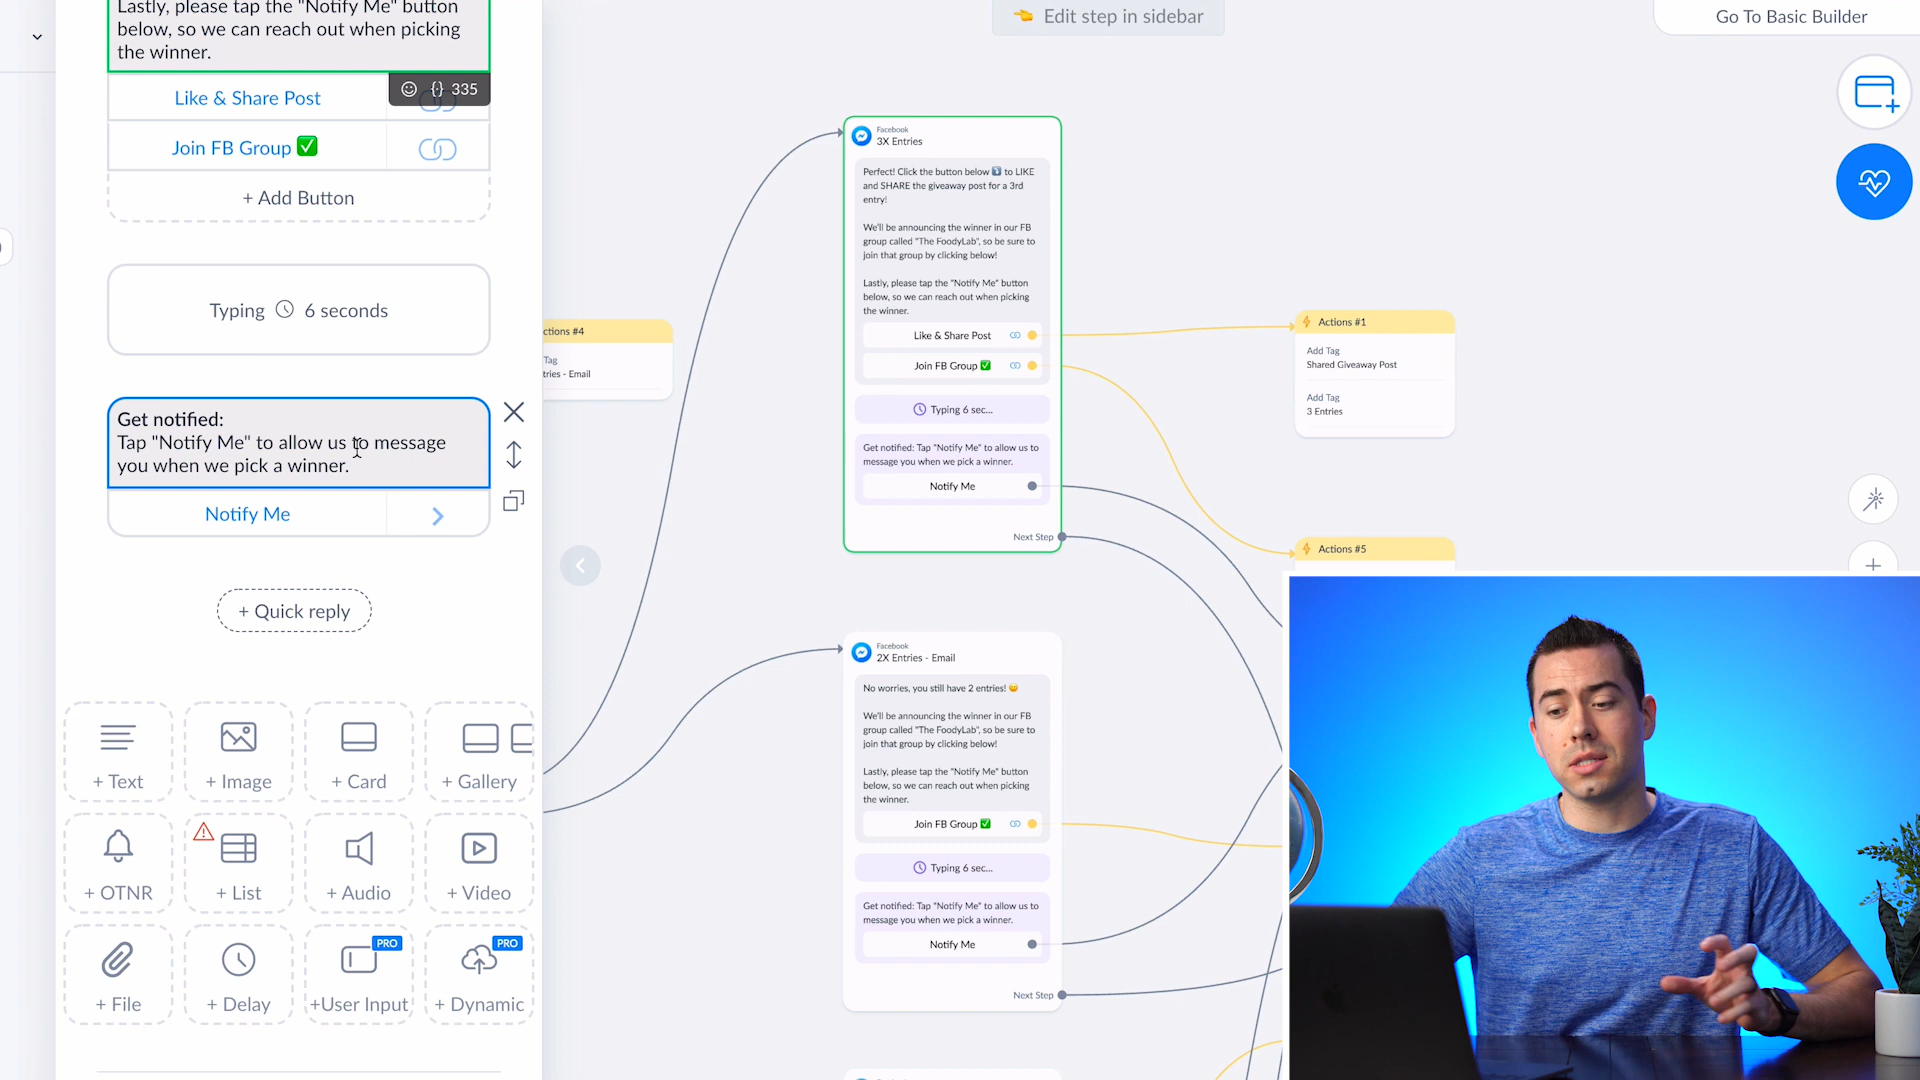 Lastly, please tap the "Notify Me" button
below, so we can reach out when picking
the winner.
335
Like & Share Post
Join FB Group
+ Add Button
Typing 6 seconds
Get notified:
Tap "Notify Me" to allow us to message
you when we pick a winner.
Notify Me
+ Quick reply
+ Text
+ Image
+ Card
+ Gallery
+ OTNR
+ List
+ Audio
+ Video
+ File
+ Delay
PRO
+User Input
PRO
+ Dynamic
Edit step in sidebar
Go To Basic Builder
ctions #4
Tag
tries - Email
Facebook
3X Entries
Perfect! Click the button below to LIKE
and SHARE the giveaway post for a 3rd
entry!
We'll be announcing the winner in our FB
group called "The FoodyLab", so be sure to
join that group by clicking below!
Lastly, please tap the "Notify Me" button
below, so we can reach out when picking
the winner.
Like & Share Post
Join FB Group
Typing 6 sec...
Get notified: Tap "Notify Me" to allow us to
message you when we pick a winner.
Notify Me
Next Step
Actions #1
Add Tag
Shared Giveaway Post
Add Tag
3 Entries
Actions #5
Facebook
2X Entries - Email
No worries, you still have 2 entries!
We'll be announcing the winner in our FB
group called "The FoodyLab", so be sure to
join that group by clicking below!
Lastly, please tap the "Notify Me" button
below, so we can reach out when picking
the winner.
Join FB Group
Typing 6 sec...
Get notified: Tap "Notify Me" to allow us to
message you when we pick a winner.
Notify Me
Next Step